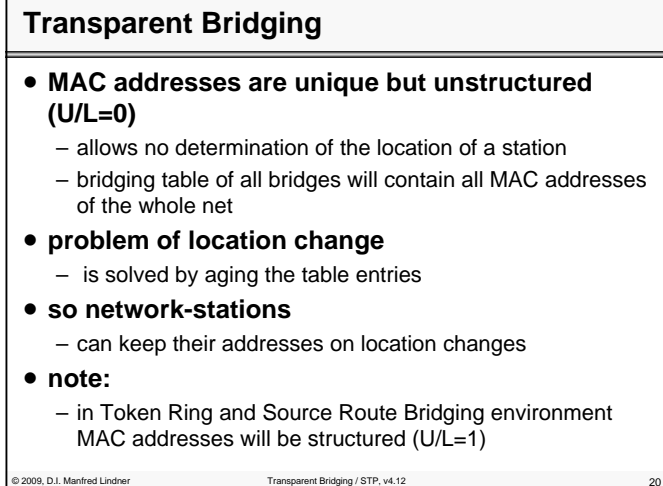 Transparent Bridging
• MAC addresses are unique but unstructured
(U/L=0)
– allows no determination of the location of a station
– bridging table of all bridges will contain all MAC addresses
of the whole net
• problem of location change
– is solved by aging the table entries
• so network-stations
– can keep their addresses on location changes
• note:
– in Token Ring and Source Route Bridging environment
MAC addresses will be structured (U/L=1)
© 2009, D.I. Manfred Lindner Transparent Bridging / STP, v4.12 20